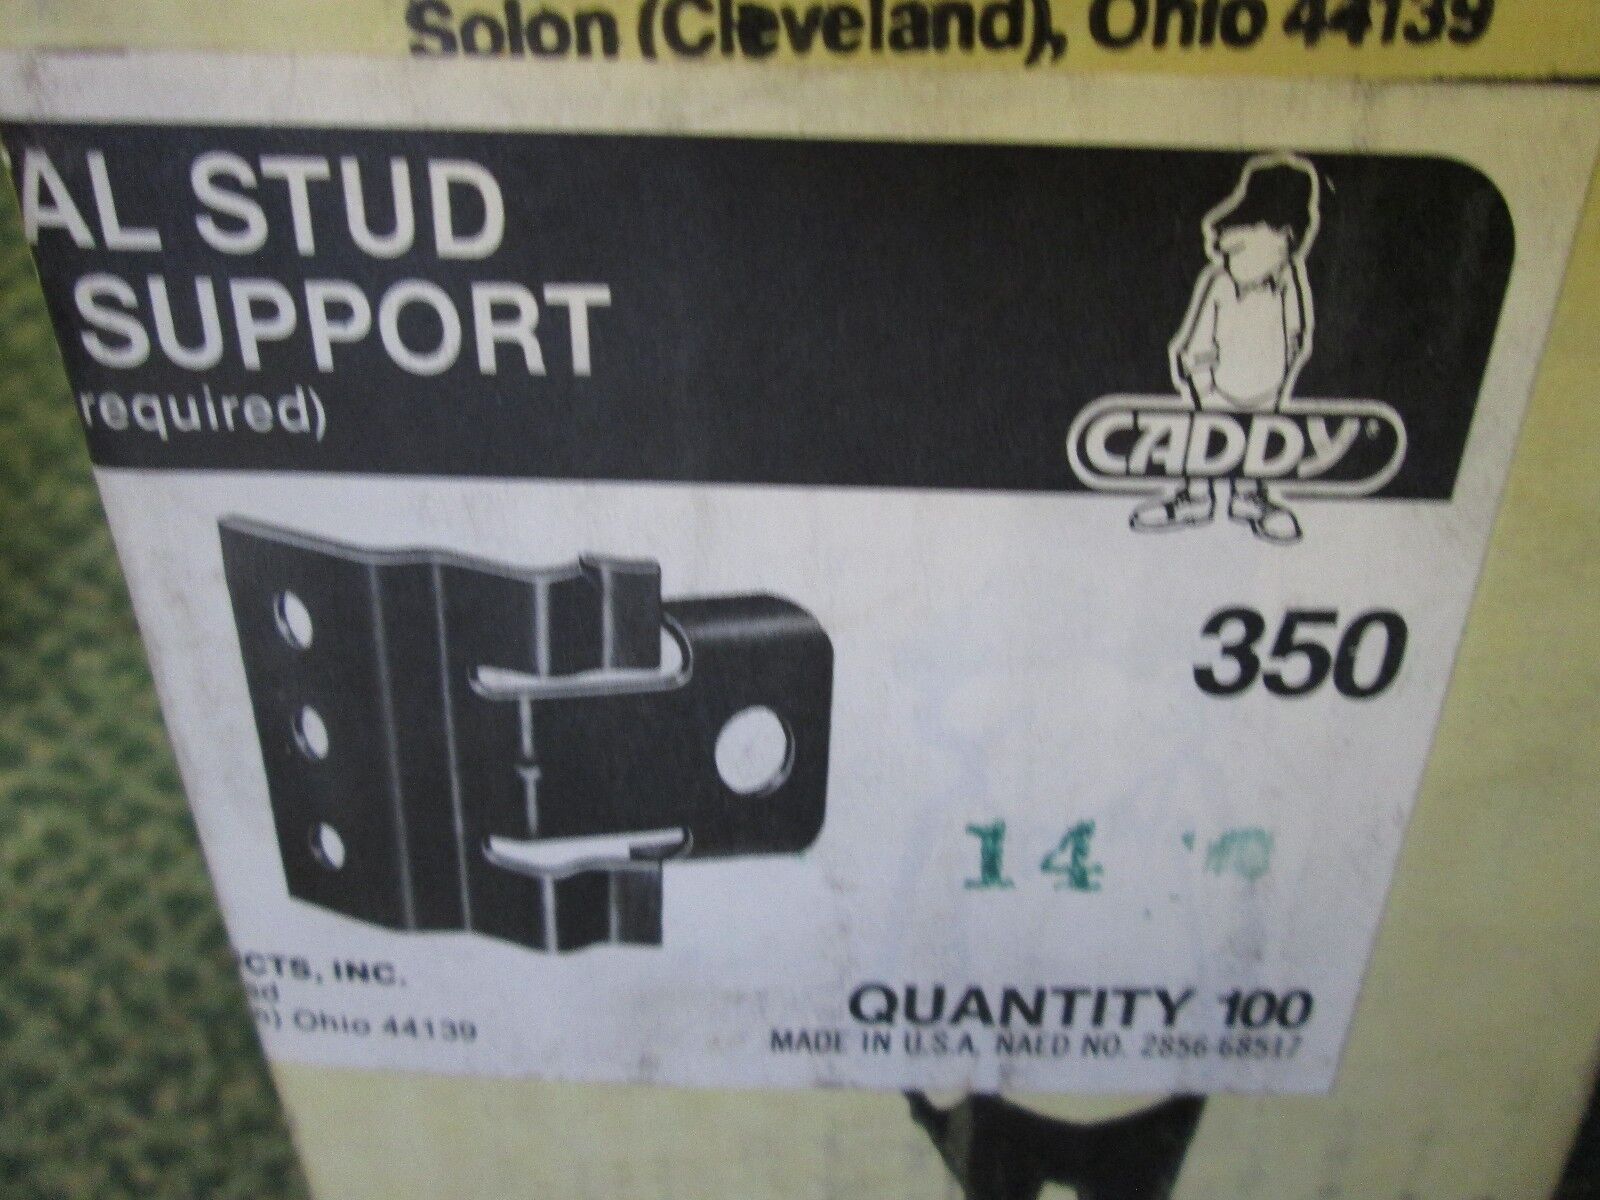 Solon (Cleveland), Ohio 44139
AL STUD
SUPPORT
required)
CADDY®
350
14
CTS, INC.
ad
n) Ohio 44139
QUANTITY 100
MADE IN U.S.A. NAED NO. 2856-68517